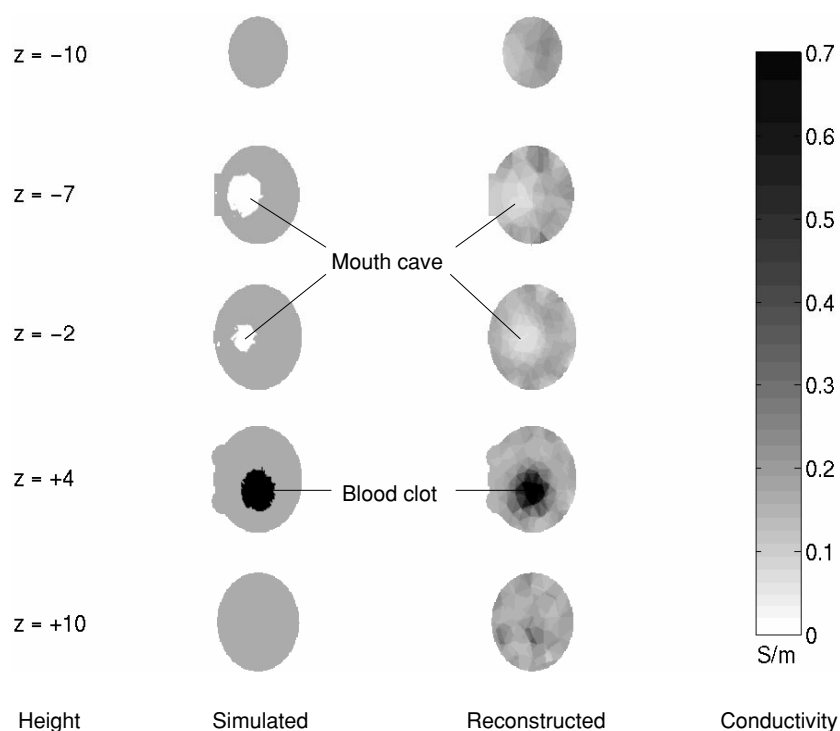 z = −10
z = −7
Mouth cave
z = −2
z = +4
Blood clot
z = +10
0.7
0.6
0.5
0.4
0.3
0.2
0.1
0
S/m
Height Simulated Reconstructed Conductivity